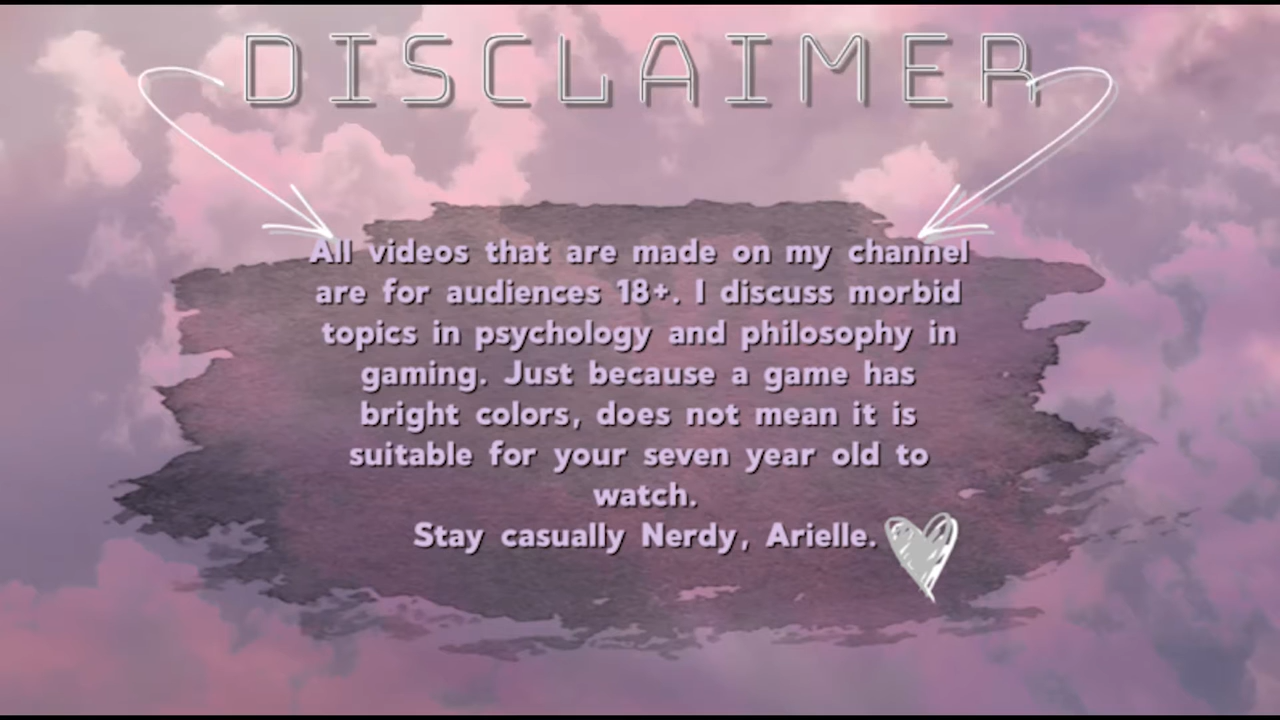 DISCLAIMER
All videos that are made on my channel
are for audiences 18+. I discuss morbid
topics in psychology and philosophy in
gaming. Just because a game has
bright colors, does not mean it is
suitable for your seven year old to
watch.
Stay casually Nerdy, Arielle.